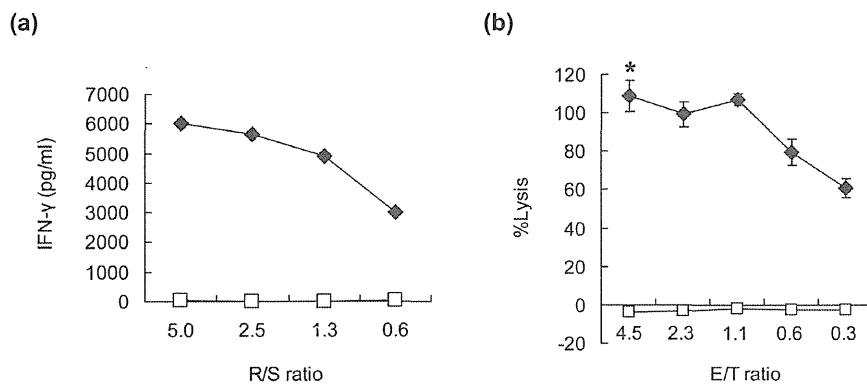 (a)
IFN-γ (pg/ml)
7000
6000
5000
4000
3000
2000
1000
0
5.0 2.5 1.3 0.6
R/S ratio
(b)
*
%Lysis
120
100
80
60
40
20
0
-20
4.5 2.3 1.1 0.6 0.3
E/T ratio